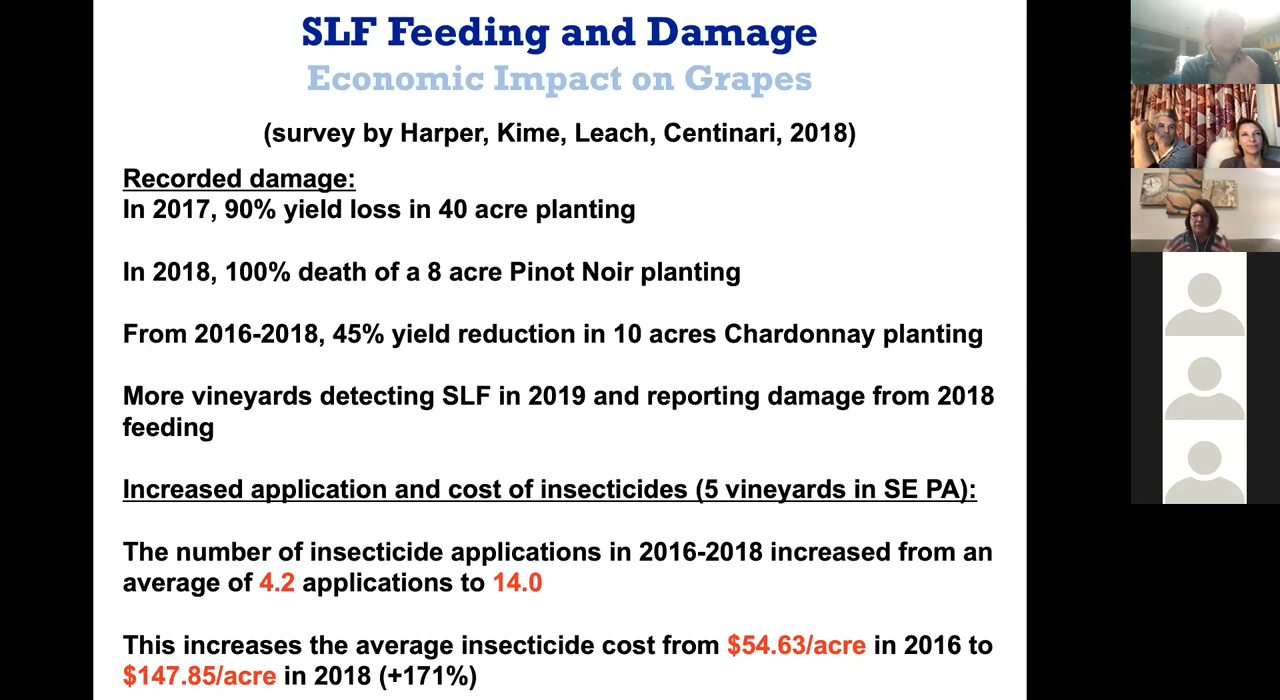 SLF Feeding and Damage
Economic Impact on Grapes
(survey by Harper, Kime, Leach, Centinari, 2018)
Recorded damage:
In 2017, 90% yield loss in 40 acre planting
In 2018, 100% death of a 8 acre Pinot Noir planting
From 2016-2018, 45% yield reduction in 10 acres Chardonnay planting
More vineyards detecting SLF in 2019 and reporting damage from 2018
feeding
Increased application and cost of insecticides (5 vineyards in SE PA):
The number of insecticide applications in 2016-2018 increased from an
average of 4.2 applications to 14.0
This increases the average insecticide cost from $54.63/acre in 2016 to
$147.85/acre in 2018 (+171%)